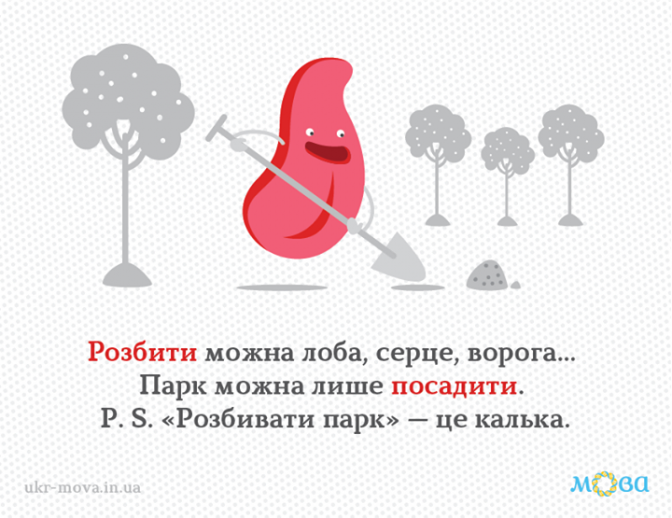 Розбити можна лоба, серце, ворога...
Парк можна лише посадити.
P. S. «Розбивати парк» — це калька.
ukr-mova.in.ua
мова